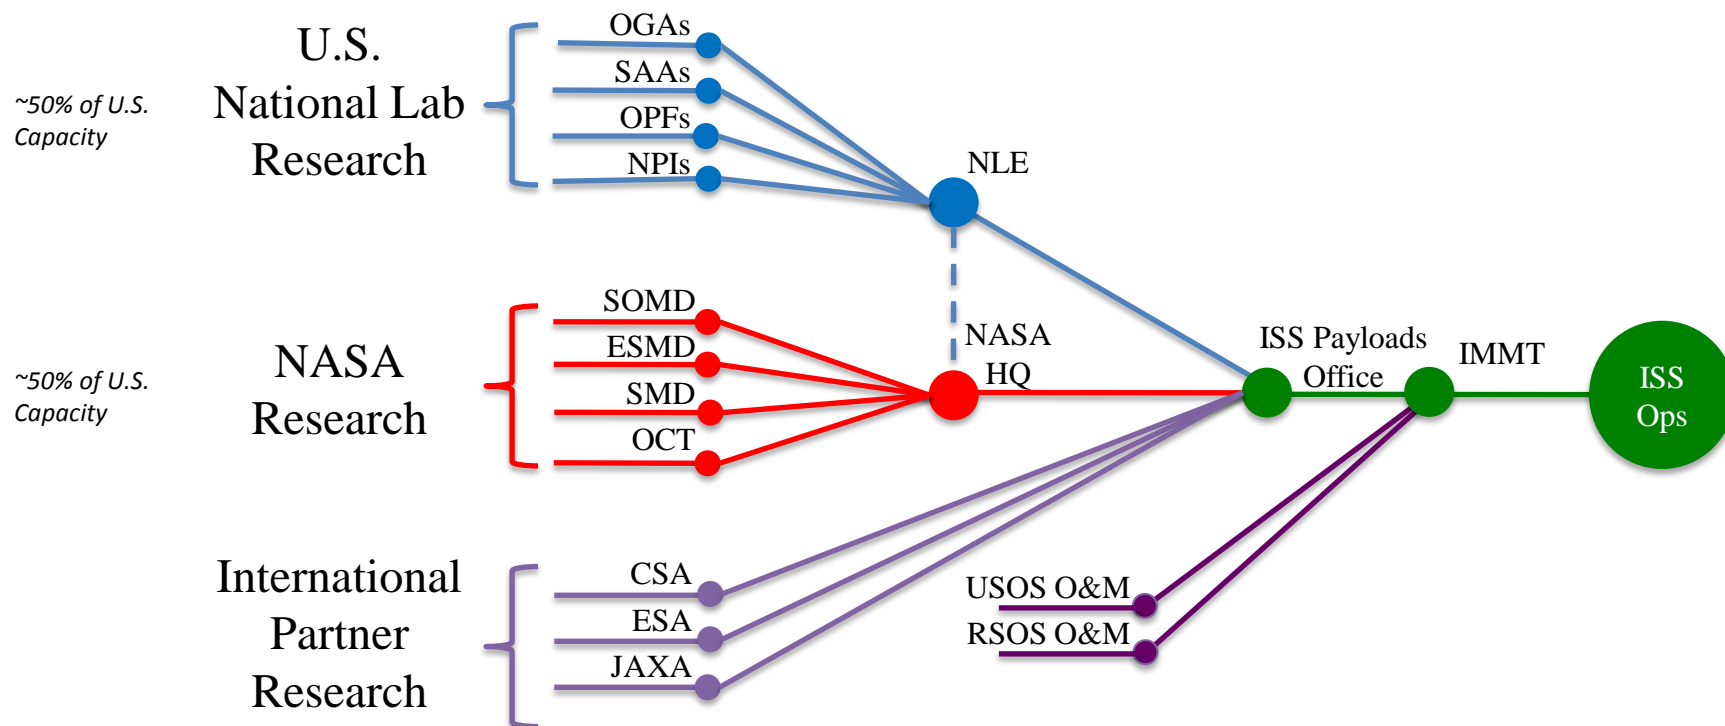 ~50% of U.S.
Capacity
U.S.
National Lab
Research
OGAs
SAAs
OPFs
NPIs
NLE
~50% of U.S.
Capacity
NASA
Research
SOMD
ESMD
SMD
OCT
NASA
HQ
ISS Payloads
Office
IMMT
ISS
Ops
International
Partner
Research
CSA
ESA
JAXA
USOS O&M
RSOS O&M